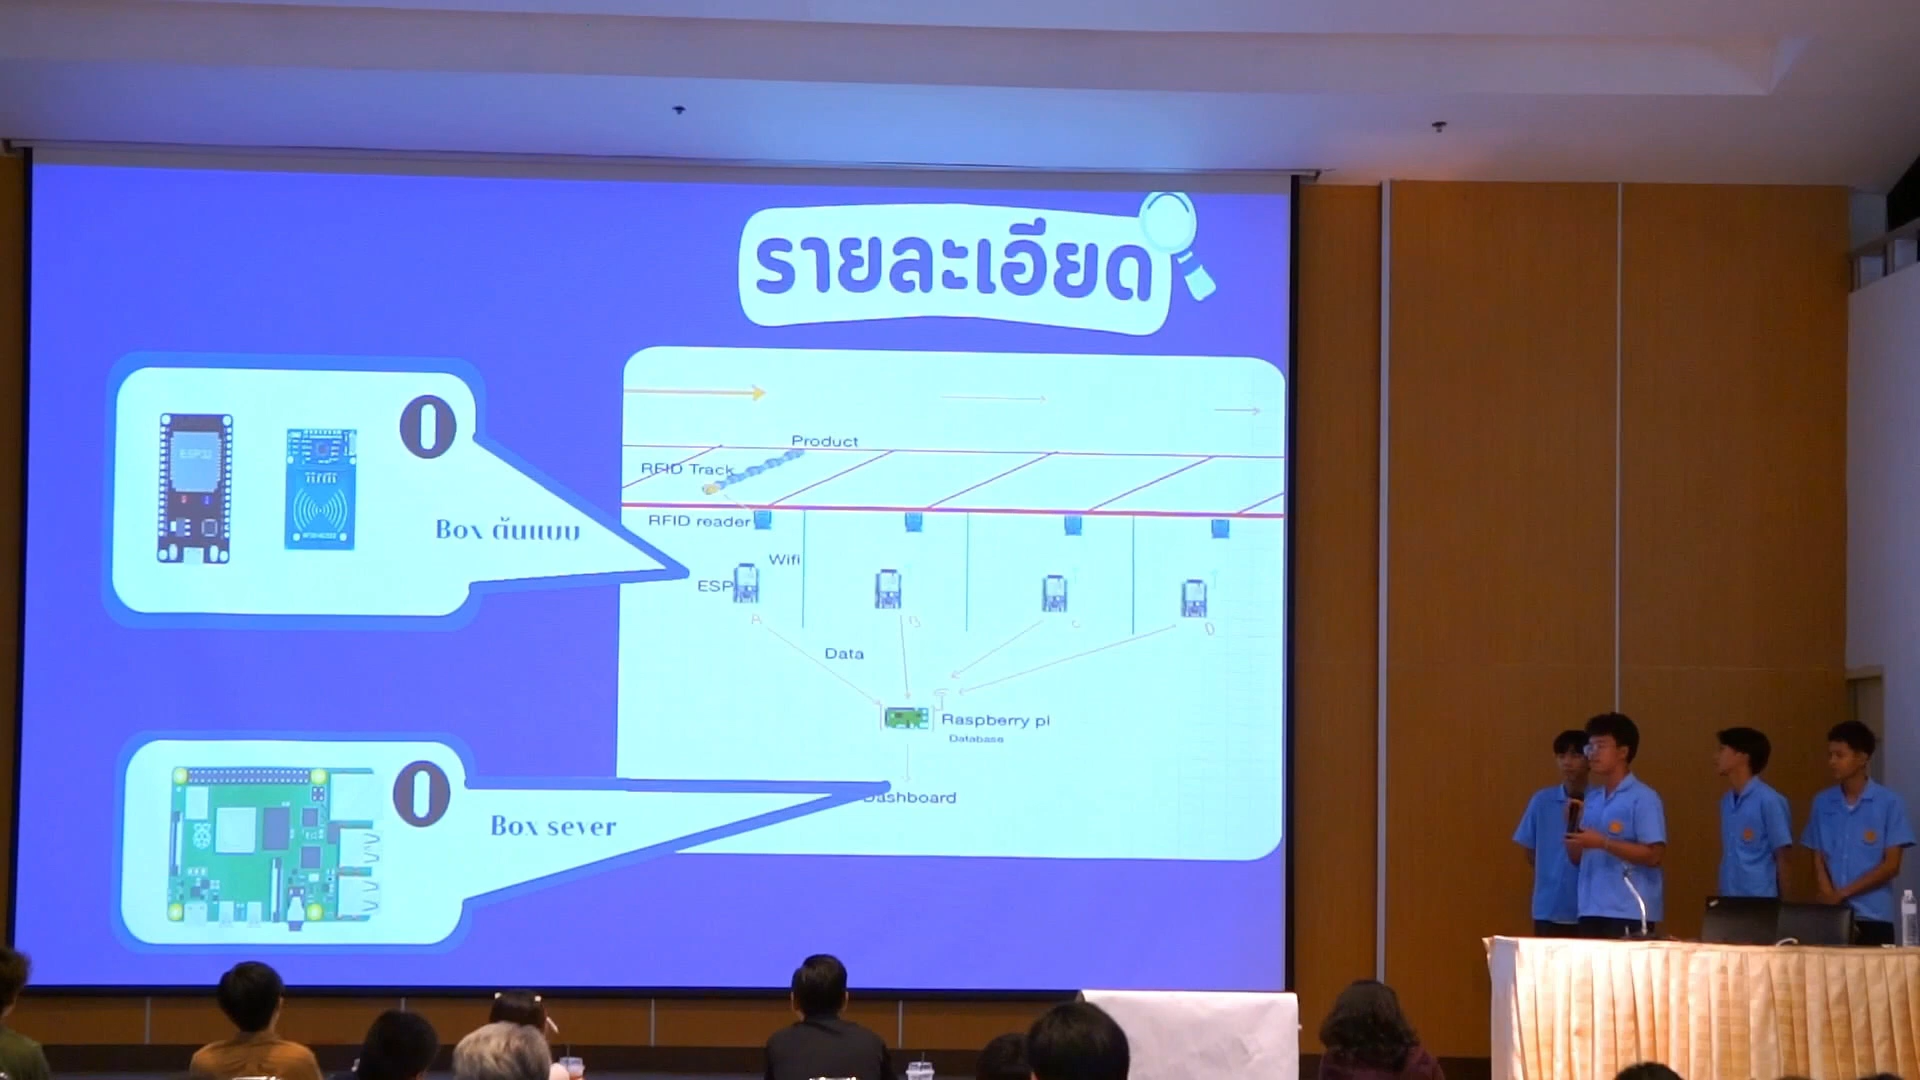 รายละเอียด
ESP32
Box ต้นแบบ
Product
RFID Track
RFID reader
Wifi
ESP
A
B
C
D
Data
Raspberry pi
Database
Dashboard
Box sever